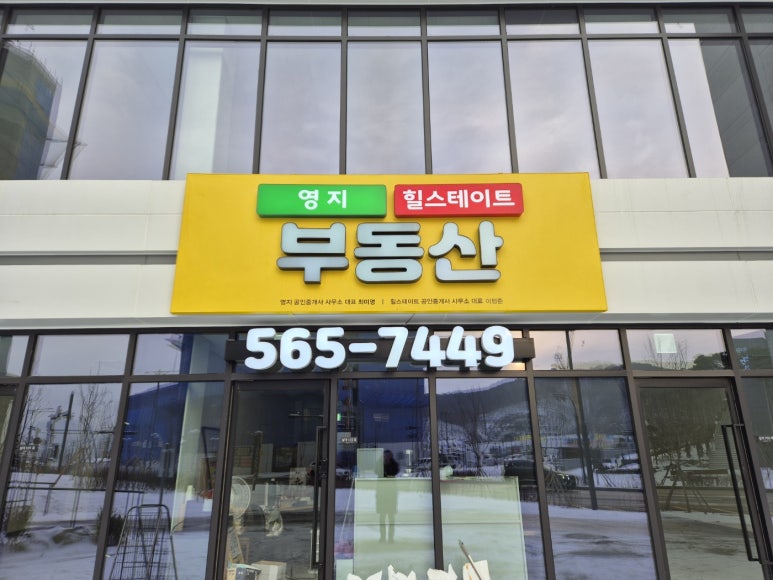 영지 힐스테이트
부동산
영지 공인중개사 사무소 대표 최미영 | 힐스테이트 공인중개사 사무소 대표 이범준
565-7449